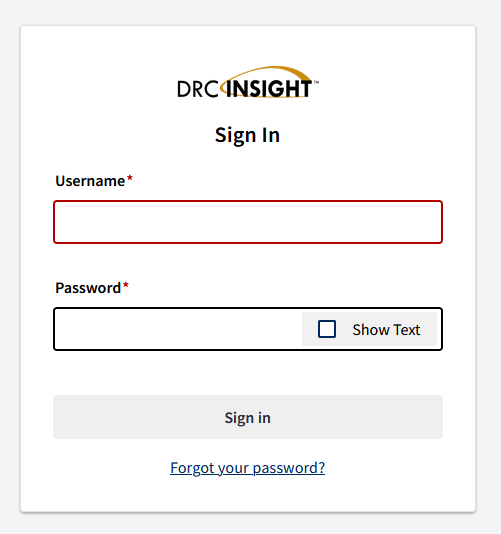 DRC INSIGHT™
Sign In
Username*
Password*
Show Text
Sign in
Forgot your password?